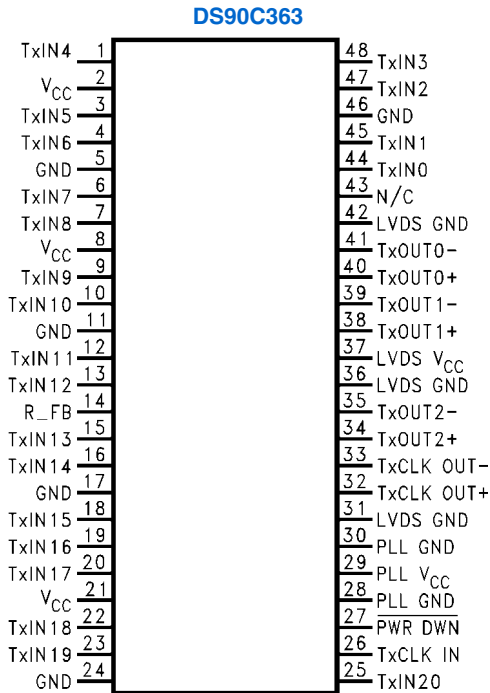 DS90C363
TxIN4 1
VCC 2
TxIN5 3
TxIN6 4
GND 5
TxIN7 6
TxIN8 7
VCC 8
TxIN9 9
TxIN10 10
GND 11
TxIN11 12
TxIN12 13
R_FB 14
TxIN13 15
TxIN14 16
GND 17
TxIN15 18
TxIN16 19
TxIN17 20
VCC 21
TxIN18 22
TxIN19 23
GND 24
48 TxIN3
47 TxIN2
46 GND
45 TxIN1
44 TxIN0
43 N/C
42 LVDS GND
41 TxOUT0-
40 TxOUT0+
39 TxOUT1-
38 TxOUT1+
37 LVDS VCC
36 LVDS GND
35 TxOUT2-
34 TxOUT2+
33 TxCLK OUT-
32 TxCLK OUT+
31 LVDS GND
30 PLL GND
29 PLL VCC
28 PLL GND
27 PWR DWN
26 TxCLK IN
25 TxIN20